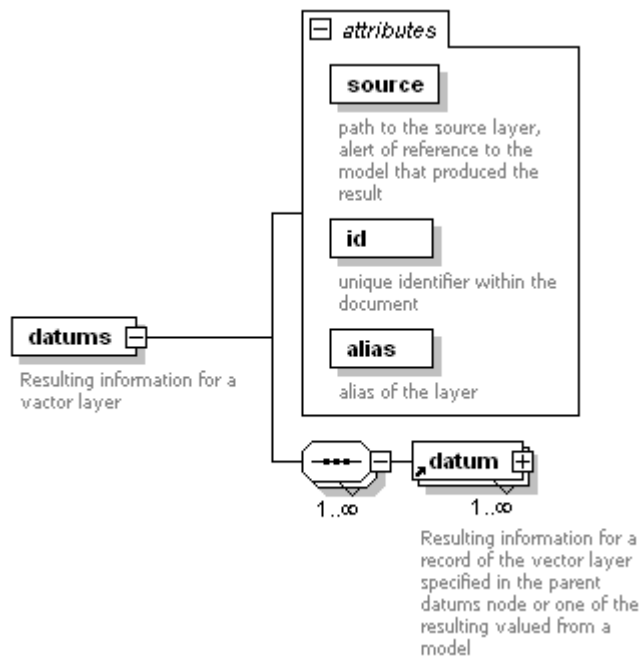 attributes
source
path to the source layer,
alert of reference to the
model that produced the
result
id
unique identifier within the
document
alias
alias of the layer
datums
Resulting information for a
vactor layer
datum
1..∞
1..∞
Resulting information for a
record of the vector layer
specified in the parent
datums node or one of the
resulting valued from a
model